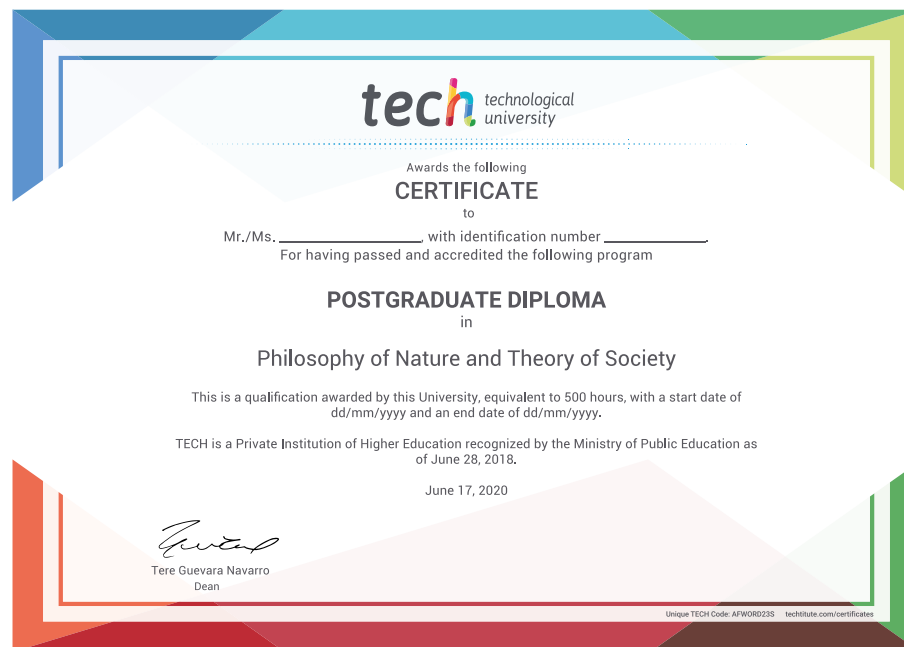 tech technological
university
Awards the following
CERTIFICATE
to
Mr./Ms. ____________, with identification number ____________.
For having passed and accredited the following program
POSTGRADUATE DIPLOMA
in
Philosophy of Nature and Theory of Society
This is a qualification awarded by this University, equivalent to 500 hours, with a start date of
dd/mm/yyyy and an end date of dd/mm/yyyy.
TECH is a Private Institution of Higher Education recognized by the Ministry of Public Education as
of June 28, 2018.
June 17, 2020
Tere Guevara Navarro
Dean
Unique TECH Code: AFWORD23S techtitute.com/certificates